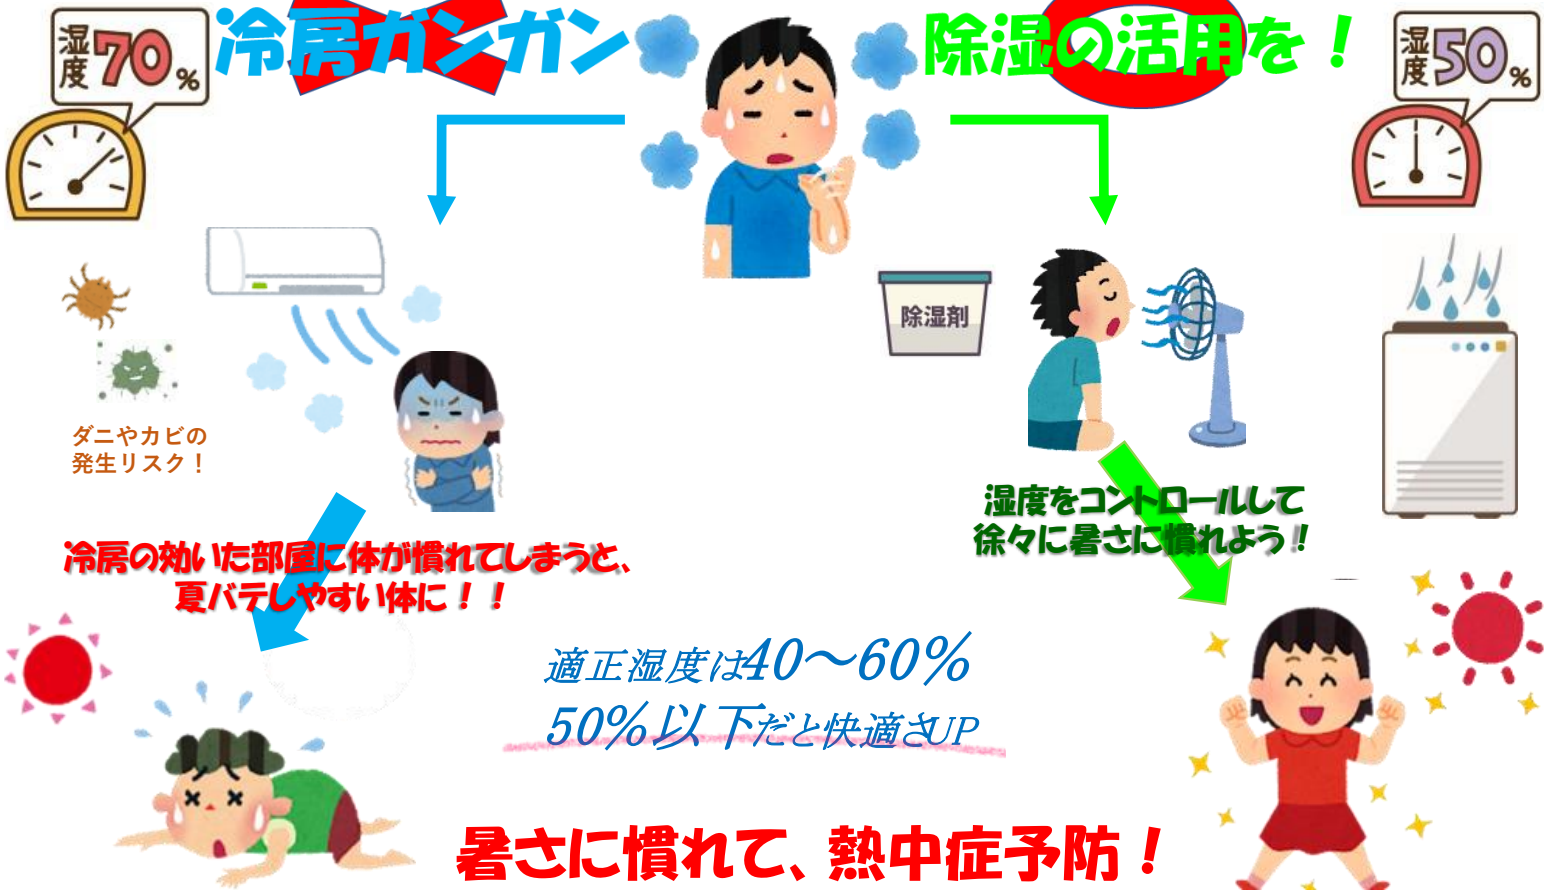 湿度70%
冷房ガンガン
除湿の活用を！
湿度50%
除湿剤
ダニやカビの
発生リスク！
湿度をコントロールして
徐々に暑さに慣れよう！
冷房の効いた部屋に体が慣れてしまうと、
夏バテしやすい体に！！
適正湿度は40～60%
50%以下だと快適さUP
暑さに慣れて、熱中症予防！